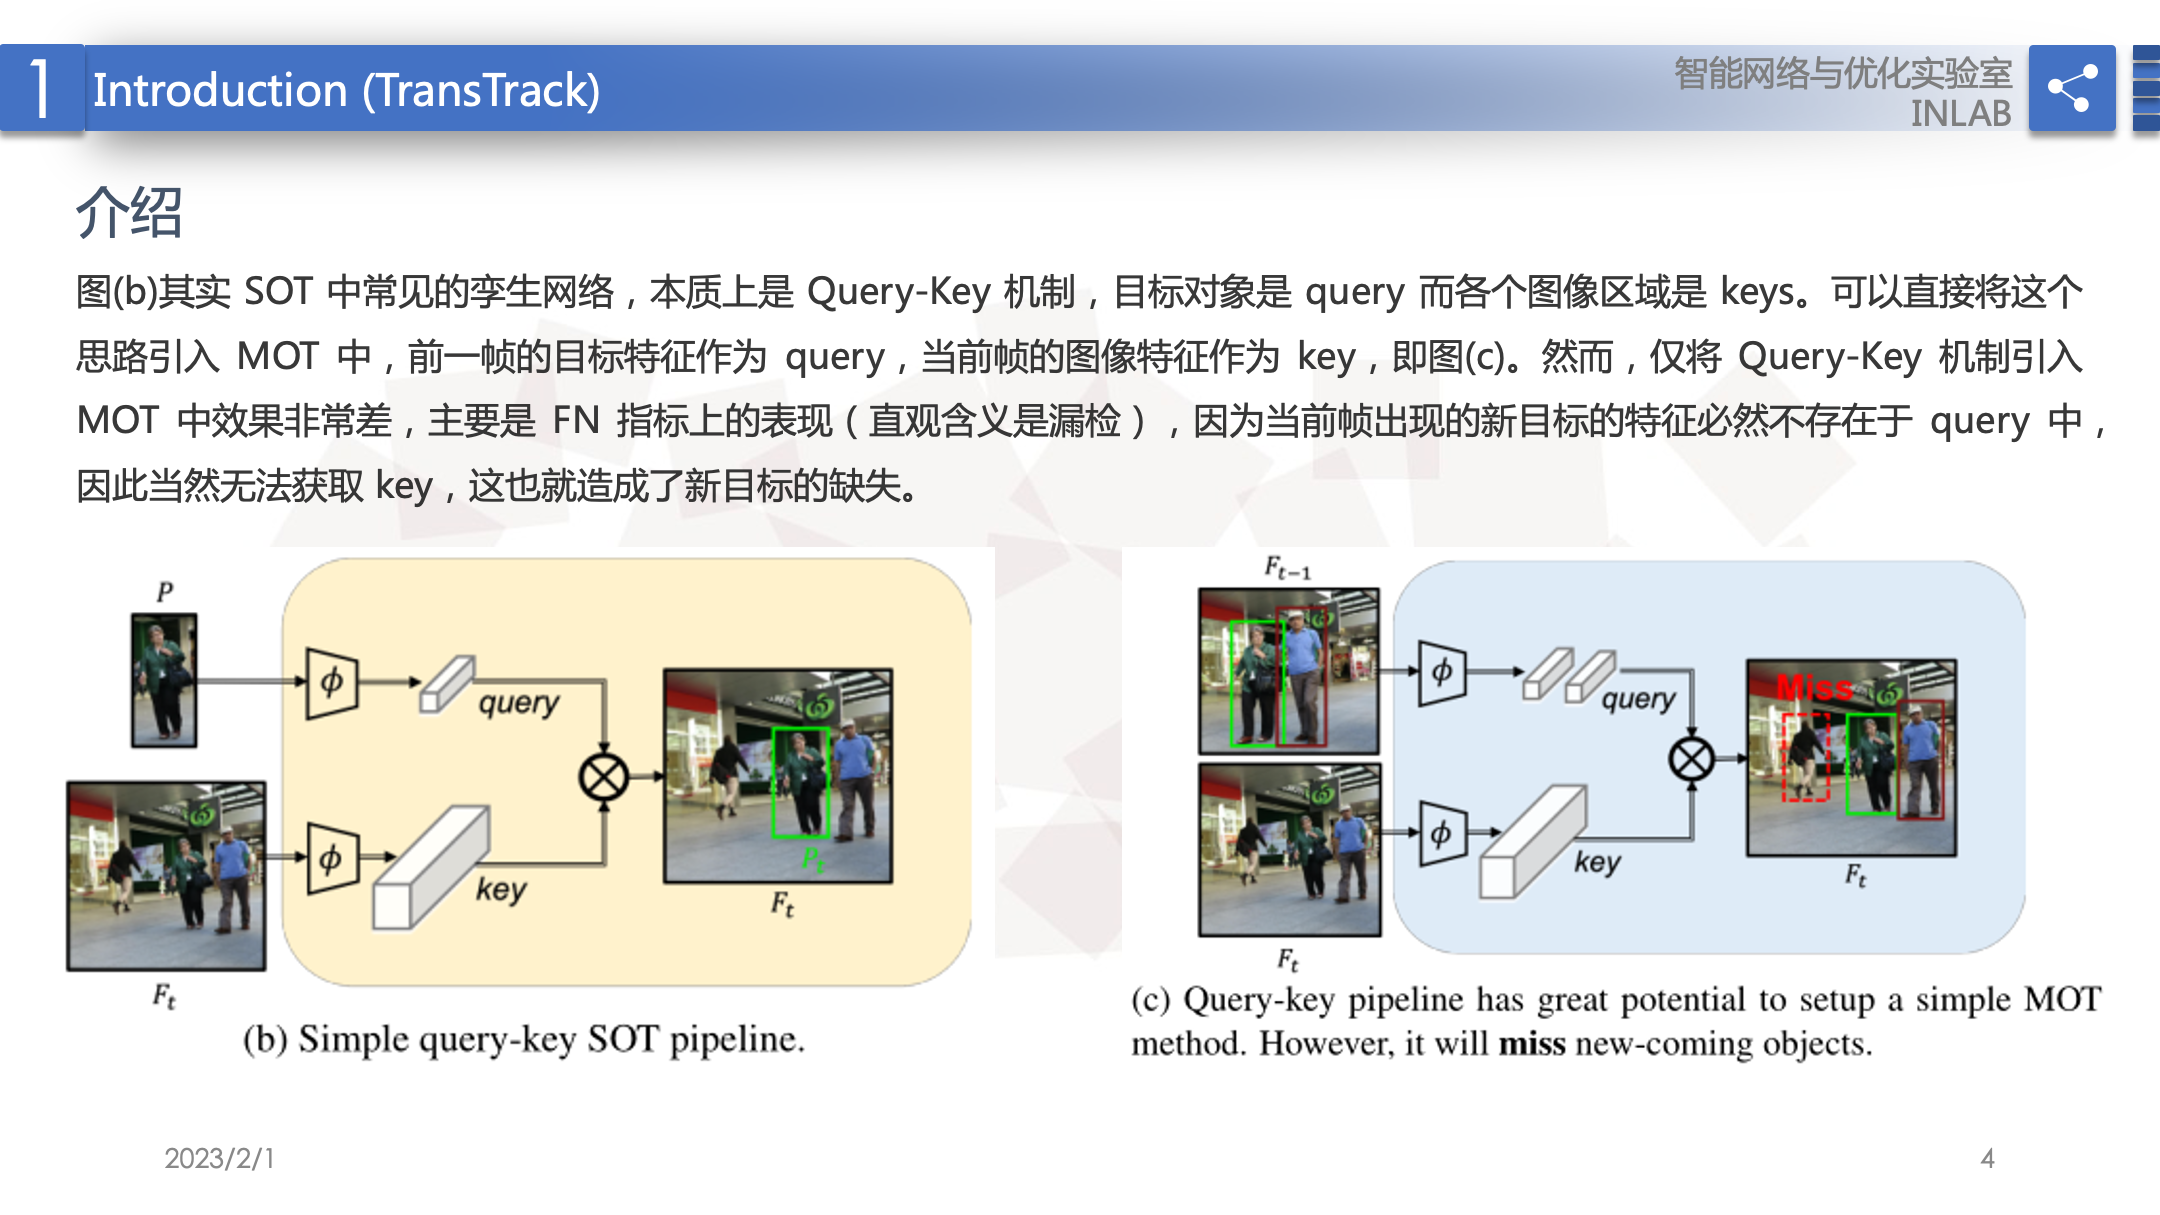 1
Introduction (TransTrack)
智能网络与优化实验室
INLAB
介绍
图(b)其实 SOT 中常见的孪生网络，本质上是 Query-Key 机制，目标对象是 query 而各个图像区域是 keys。可以直接将这个
思路引入 MOT 中，前一帧的目标特征作为 query，当前帧的图像特征作为 key，即图(c)。然而，仅将 Query-Key 机制引入
MOT 中效果非常差，主要是 FN 指标上的表现（直观含义是漏检），因为当前帧出现的新目标的特征必然不存在于 query 中，
因此当然无法获取 key，这也就造成了新目标的缺失。
P
ϕ
query
F_t
ϕ
key
P_t
F_t
(b) Simple query-key SOT pipeline.
F_{t-1}
ϕ
query
F_t
ϕ
key
Miss
F_t
(c) Query-key pipeline has great potential to setup a simple MOT
method. However, it will miss new-coming objects.
2023/2/1
4